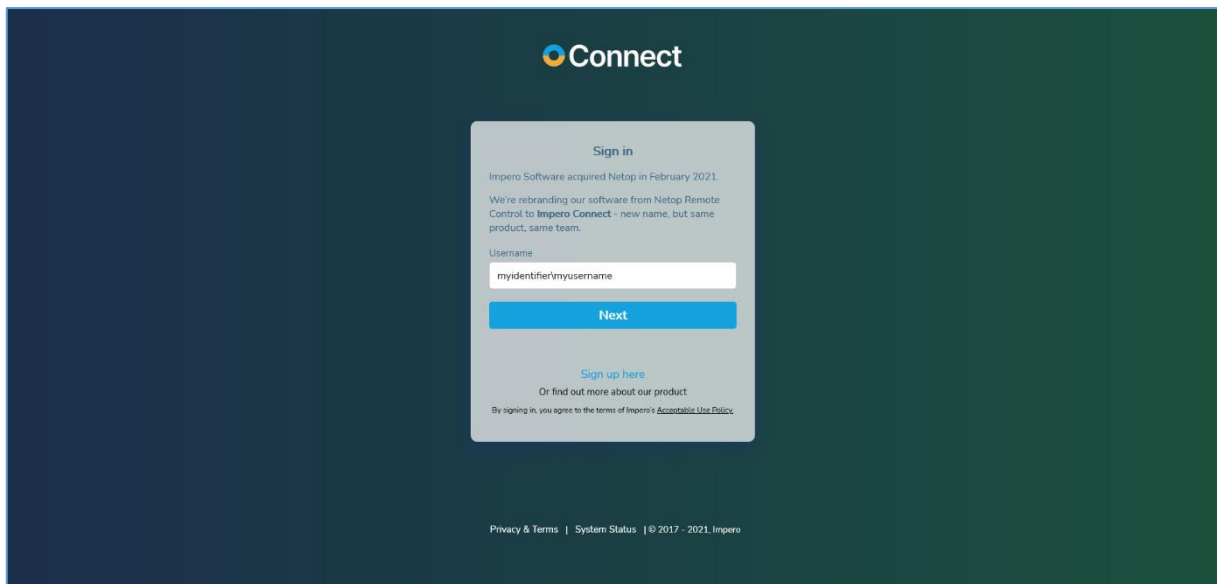 Connect
Sign in
Impero Software acquired Netop in February 2021.
We're rebranding our software from Netop Remote
Control to Impero Connect - new name, but same
product, same team.
Username
myidentifier\myusername
Next
Sign up here
Or find out more about our product
By signing in, you agree to the terms of Impero's Acceptable Use Policy.
Privacy & Terms | System Status | © 2017 - 2021, Impero